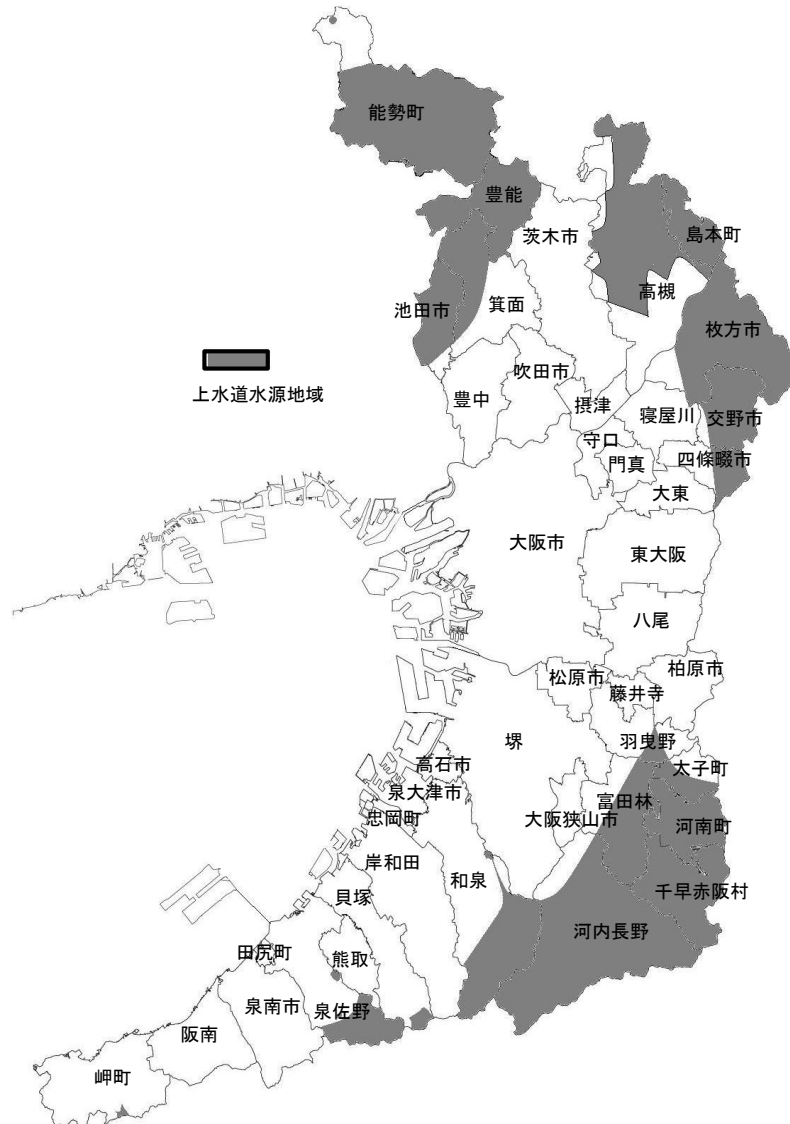 能勢町
豊能
茨木市
島本町
高槻
池田市
箕面
枚方市
上水道水源地域
吹田市
豊中
摂津
寝屋川
交野市
守口
門真
四條畷市
大東
大阪市
東大阪
八尾
松原市
柏原市
藤井寺
堺
羽曳野
高石市
太子町
泉大津市
富田林
忠岡町
大阪狭山市
河南町
岸和田
和泉
千早赤阪村
貝塚
河内長野
田尻町
熊取
泉南市
泉佐野
阪南
岬町